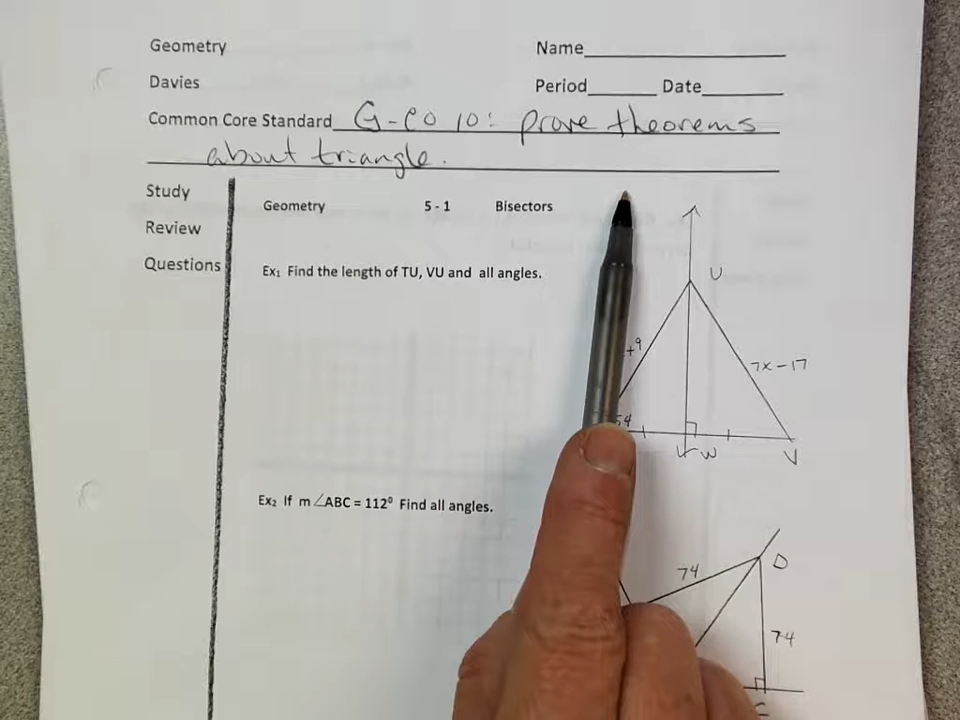 Geometry
Name
Davies
Period Date
Common Core Standard G-CO 10: prove theorems
about triangle.
Study
Geometry 5 - 1 Bisectors
Review
Questions
Ex1 Find the length of TU, VU and all angles.
U
+9
7x-17
54
W
V
Ex2 If m∠ABC = 112⁰ Find all angles.
D
74
74